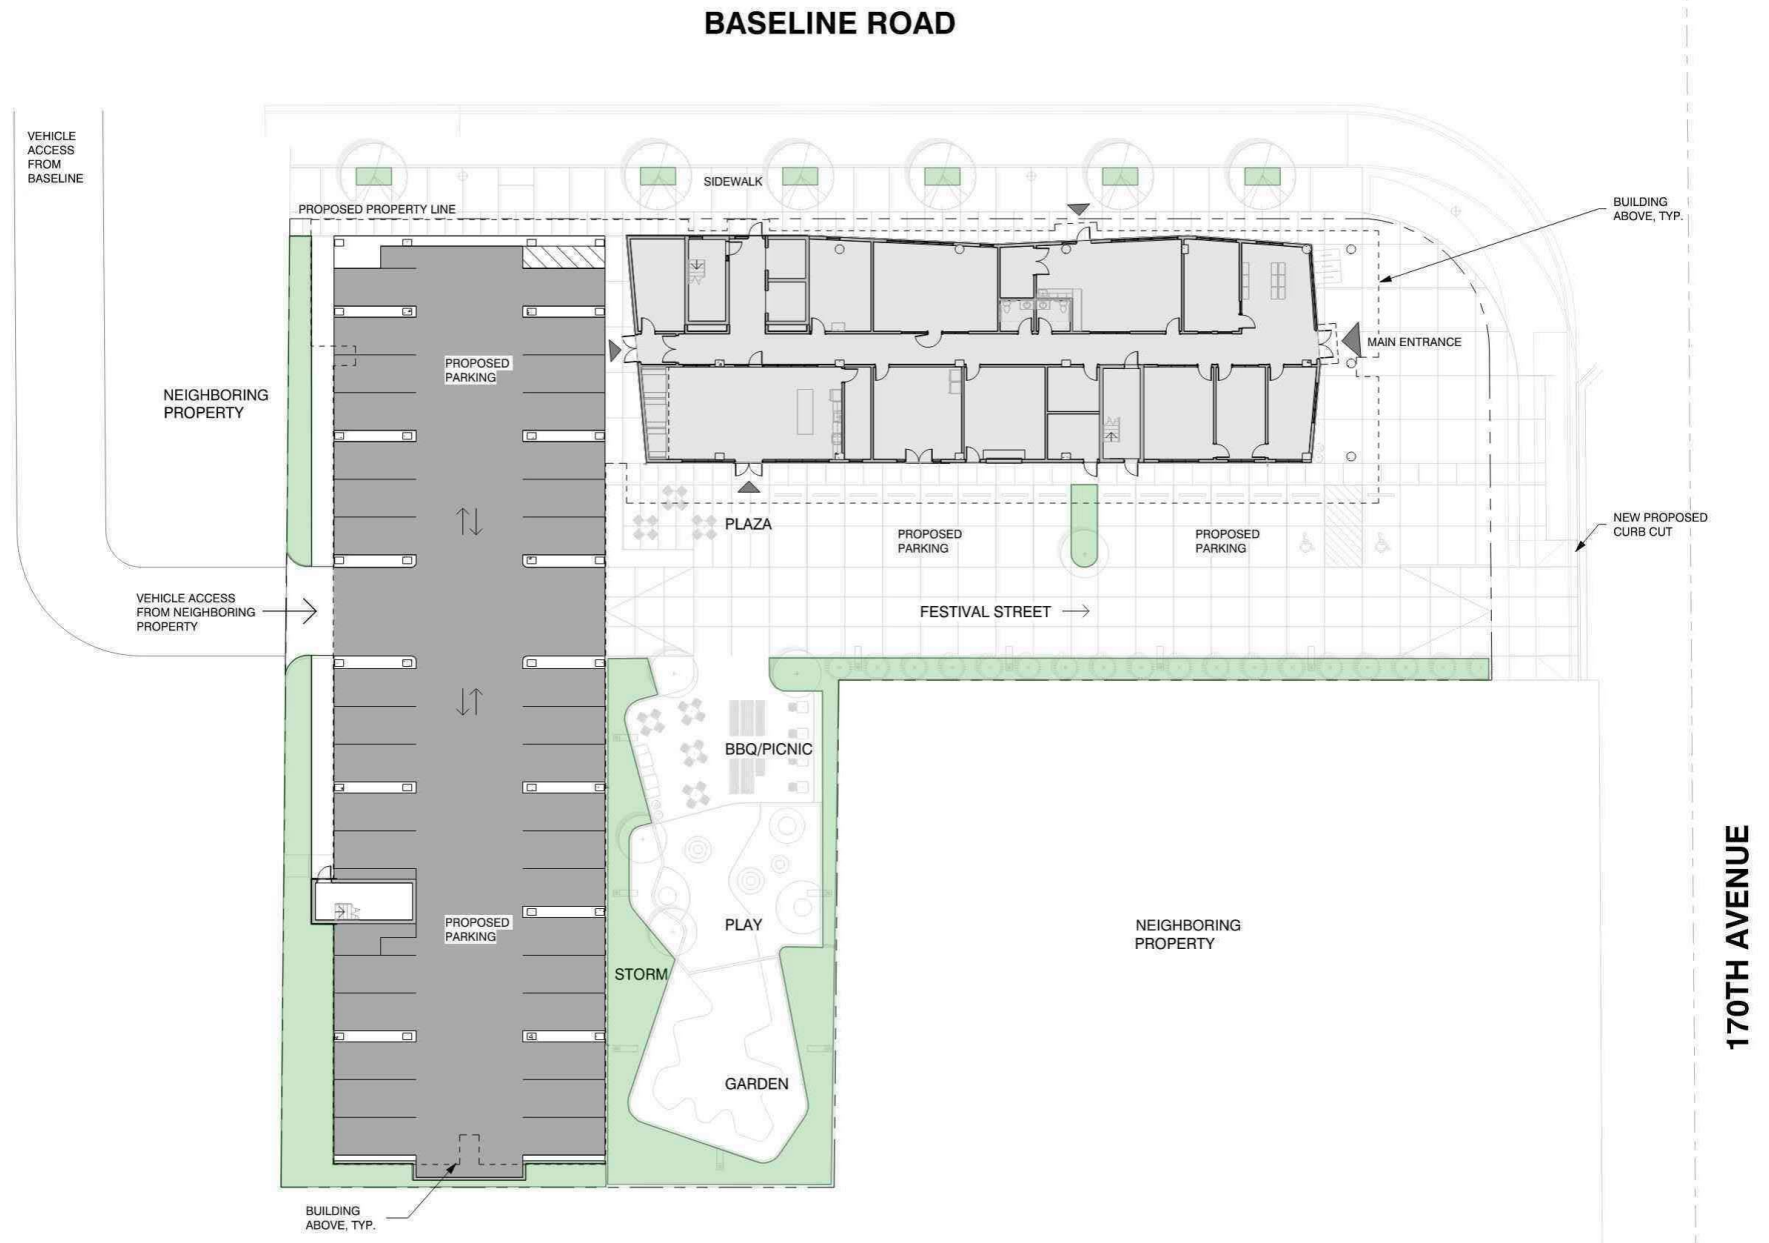 BASELINE ROAD
VEHICLE
ACCESS
FROM
BASELINE
SIDEWALK
PROPOSED PROPERTY LINE
BUILDING
ABOVE, TYP.
MAIN ENTRANCE
PROPOSED
PARKING
NEIGHBORING
PROPERTY
PLAZA
PROPOSED
PARKING
PROPOSED
PARKING
NEW PROPOSED
CURB CUT
VEHICLE ACCESS
FROM NEIGHBORING
PROPERTY
FESTIVAL STREET
BBQ/PICNIC
PROPOSED
PARKING
PLAY
NEIGHBORING
PROPERTY
170TH AVENUE
STORM
GARDEN
BUILDING
ABOVE, TYP.